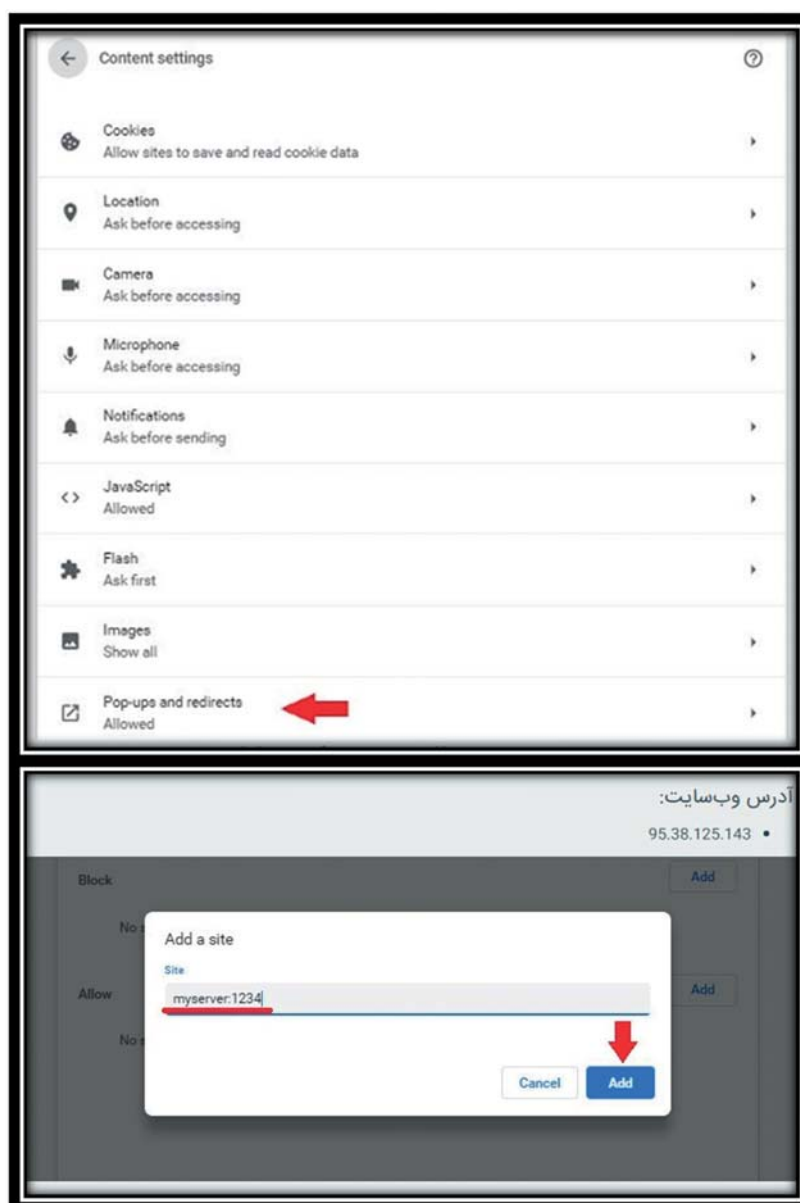 Content settings
Cookies
Allow sites to save and read cookie data
Location
Ask before accessing
Camera
Ask before accessing
Microphone
Ask before accessing
Notifications
Ask before sending
JavaScript
Allowed
Flash
Ask first
Images
Show all
Pop-ups and redirects
Allowed
آدرس وب‌سایت:
95.38.125.143
Block
Add
No
Add a site
Site
myserver:1234
Allow
Add
No
Cancel
Add